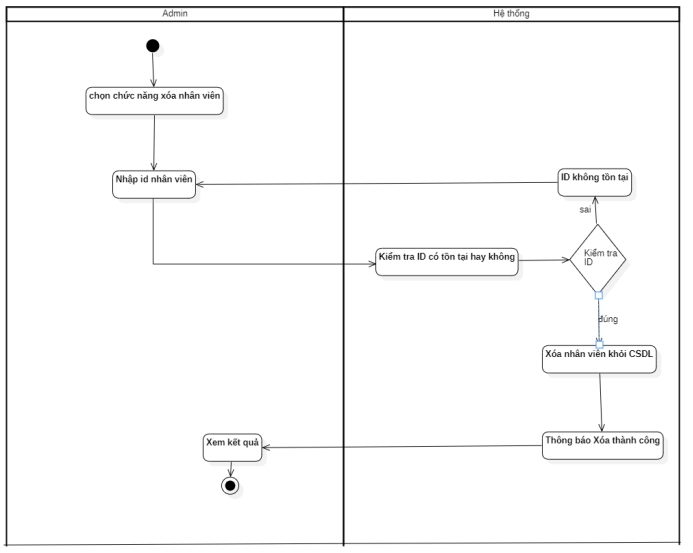 Admin
Hệ thống
chọn chức năng xóa nhân viên
Nhập id nhân viên
ID không tồn tại
sai
Kiểm tra ID có tồn tại hay không
Kiểm tra
ID
đúng
Xóa nhân viên khỏi CSDL
Xem kết quả
Thông báo Xóa thành công